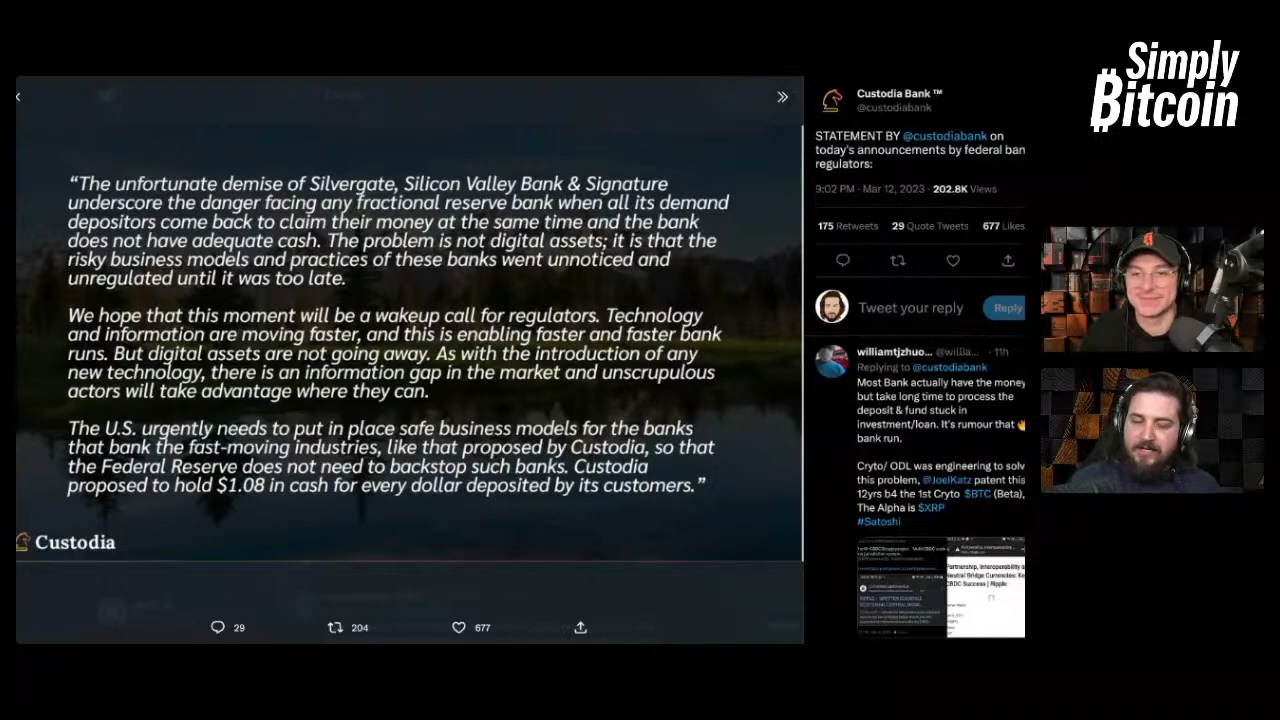 Simply
Bitcoin
“The unfortunate demise of Silvergate, Silicon Valley Bank & Signature
underscore the danger facing any fractional reserve bank when all its demand
depositors come back to claim their money at the same time and the bank
does not have adequate cash. The problem is not digital assets; it is that the
risky business models and practices of these banks went unnoticed and
unregulated until it was too late.
We hope that this moment will be a wakeup call for regulators. Technology
and information are moving faster, and this is enabling faster and faster bank
runs. But digital assets are not going away. As with the introduction of any
new technology, there is an information gap in the market and unscrupulous
actors will take advantage where they can.
The U.S. urgently needs to put in place safe business models for the banks
that bank the fast-moving industries, like that proposed by Custodia, so that
the Federal Reserve does not need to backstop such banks. Custodia
proposed to hold $1.08 in cash for every dollar deposited by its customers.”
Custodia
29
204
677
Custodia Bank ™
@custodiabank
STATEMENT BY @custodiabank on
today's announcements by federal ban
regulators:
9:02 PM · Mar 12, 2023 · 202.8K Views
175 Retweets 29 Quote Tweets 677 Likes
Tweet your reply
Reply
williamtjzhuo... @willia... · 11h
Replying to @custodiabank
Most Bank actually have the money
but take long time to process the
deposit & fund stuck in
investment/loan. It's rumour that 🔥
bank run.
Cryto/ ODL was engineering to solv
this problem, @JoelKatz patent this
12yrs b4 the 1st Cryto $BTC (Beta),
The Alpha is $XRP
#Satoshi
Partnership, Interoperability a
Neutral Bridge Currencies: Ke
CBDC Success | Ripple